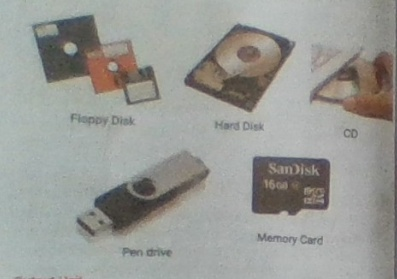 Floppy Disk
Hard Disk
CD
SanDisk
16GB
Pen drive
Memory Card